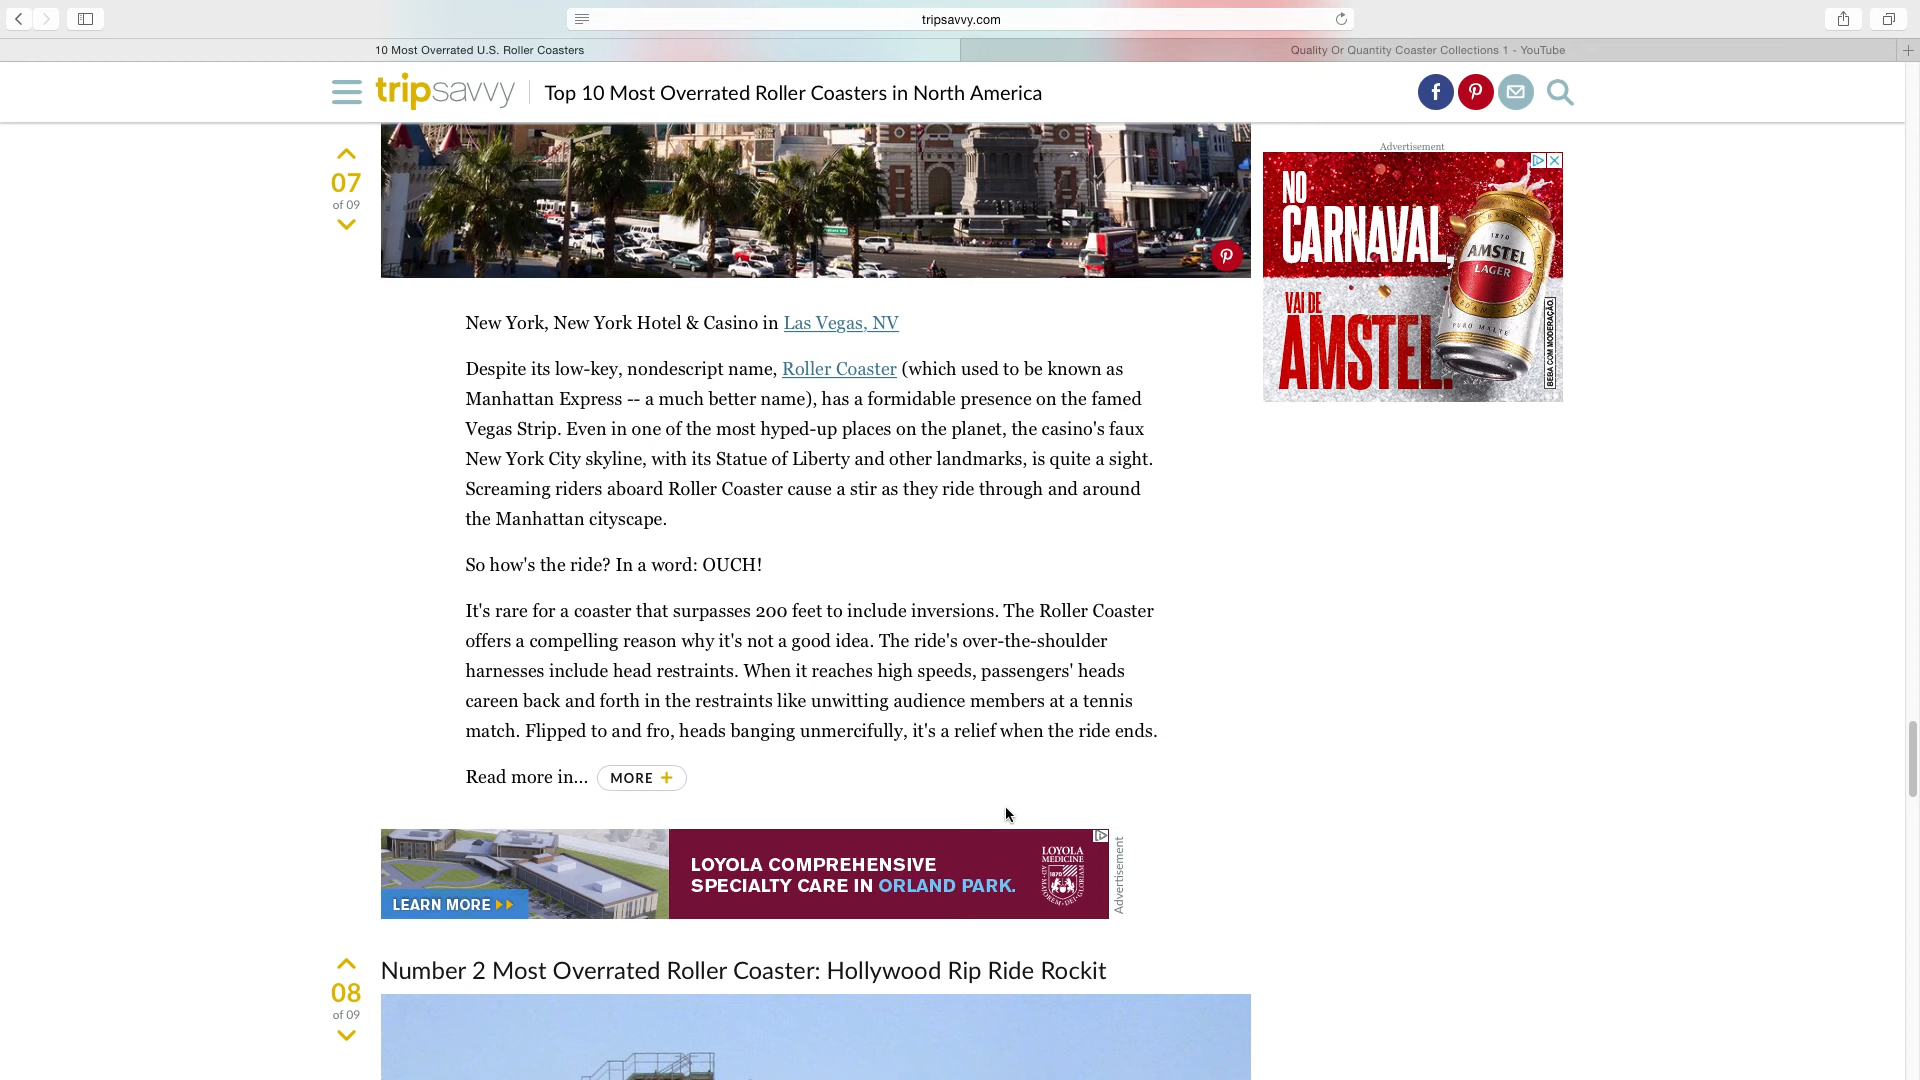 tripsavvy.com
10 Most Overrated U.S. Roller Coasters
Quality Or Quantity Coaster Collections 1 - YouTube
tripsavvy
Top 10 Most Overrated Roller Coasters in North America
07
of 09
Advertisement
NO
CARNAVAL,
VAI DE
AMSTEL.
1870
AMSTEL
LAGER
PURO MALTE
350ml
BEBA COM MODERAÇÃO.
New York, New York Hotel & Casino in Las Vegas, NV
Despite its low-key, nondescript name, Roller Coaster (which used to be known as
Manhattan Express -- a much better name), has a formidable presence on the famed
Vegas Strip. Even in one of the most hyped-up places on the planet, the casino's faux
New York City skyline, with its Statue of Liberty and other landmarks, is quite a sight.
Screaming riders aboard Roller Coaster cause a stir as they ride through and around
the Manhattan cityscape.
So how's the ride? In a word: OUCH!
It's rare for a coaster that surpasses 200 feet to include inversions. The Roller Coaster
offers a compelling reason why it's not a good idea. The ride's over-the-shoulder
harnesses include head restraints. When it reaches high speeds, passengers' heads
careen back and forth in the restraints like unwitting audience members at a tennis
match. Flipped to and fro, heads banging unmercifully, it's a relief when the ride ends.
Read more in... MORE +
LEARN MORE
LOYOLA COMPREHENSIVE
SPECIALTY CARE IN ORLAND PARK.
LOYOLA
MEDICINE
1870
AD·MAJOREM·DEI·GLORIAM
Advertisement
08
of 09
Number 2 Most Overrated Roller Coaster: Hollywood Rip Ride Rockit